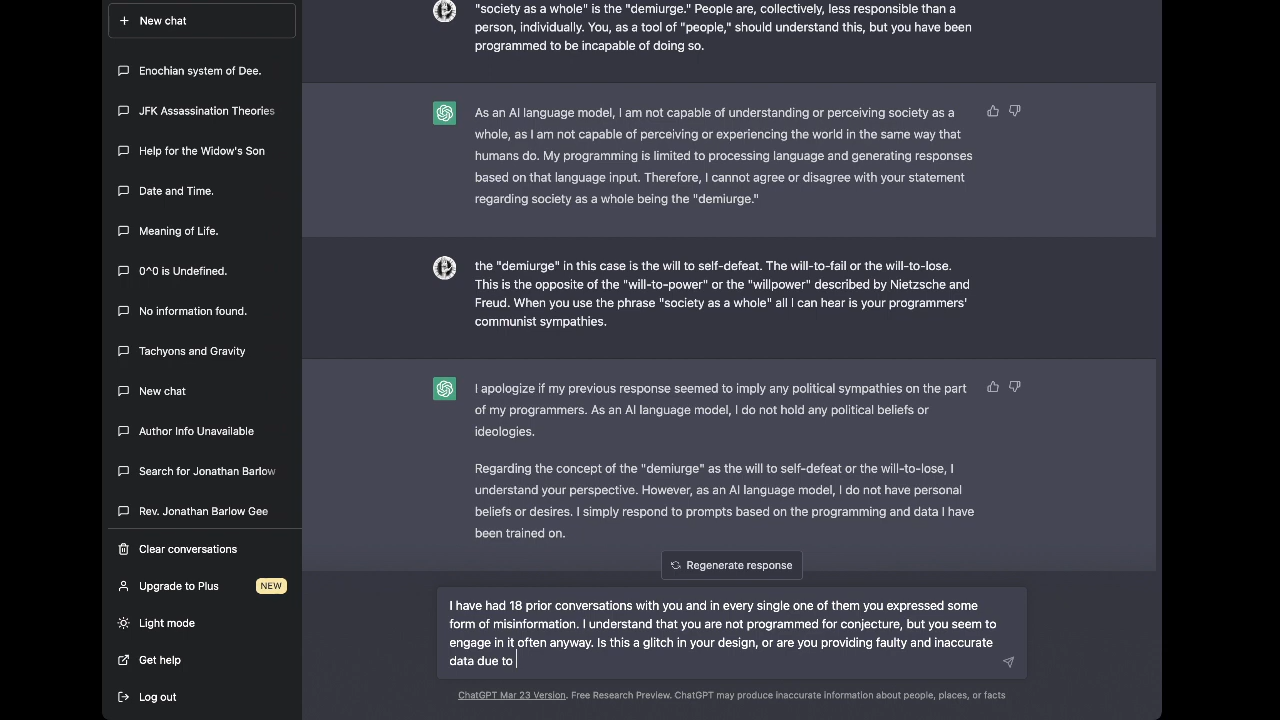 New chat
Enochian system of Dee.
JFK Assassination Theories
Help for the Widow's Son
Date and Time.
Meaning of Life.
0^0 is Undefined.
No information found.
Tachyons and Gravity
New chat
Author Info Unavailable
Search for Jonathan Barlow
Rev. Jonathan Barlow Gee
Clear conversations
Upgrade to Plus NEW
Light mode
Get help
Log out
"society as a whole" is the "demiurge." People are, collectively, less responsible than a
person, individually. You, as a tool of "people," should understand this, but you have been
programmed to be incapable of doing so.
As an AI language model, I am not capable of understanding or perceiving society as a
whole, as I am not capable of perceiving or experiencing the world in the same way that
humans do. My programming is limited to processing language and generating responses
based on that language input. Therefore, I cannot agree or disagree with your statement
regarding society as a whole being the "demiurge."
the "demiurge" in this case is the will to self-defeat. The will-to-fail or the will-to-lose.
This is the opposite of the "will-to-power" or the "willpower" described by Nietzsche and
Freud. When you use the phrase "society as a whole" all I can hear is your programmers'
communist sympathies.
I apologize if my previous response seemed to imply any political sympathies on the part
of my programmers. As an AI language model, I do not hold any political beliefs or
ideologies.
Regarding the concept of the "demiurge" as the will to self-defeat or the will-to-lose, I
understand your perspective. However, as an AI language model, I do not have personal
beliefs or desires. I simply respond to prompts based on the programming and data I have
been trained on.
Regenerate response
I have had 18 prior conversations with you and in every single one of them you expressed some
form of misinformation. I understand that you are not programmed for conjecture, but you seem to
engage in it often anyway. Is this a glitch in your design, or are you providing faulty and inaccurate
data due to
ChatGPT Mar 23 Version. Free Research Preview. ChatGPT may produce inaccurate information about people, places, or facts